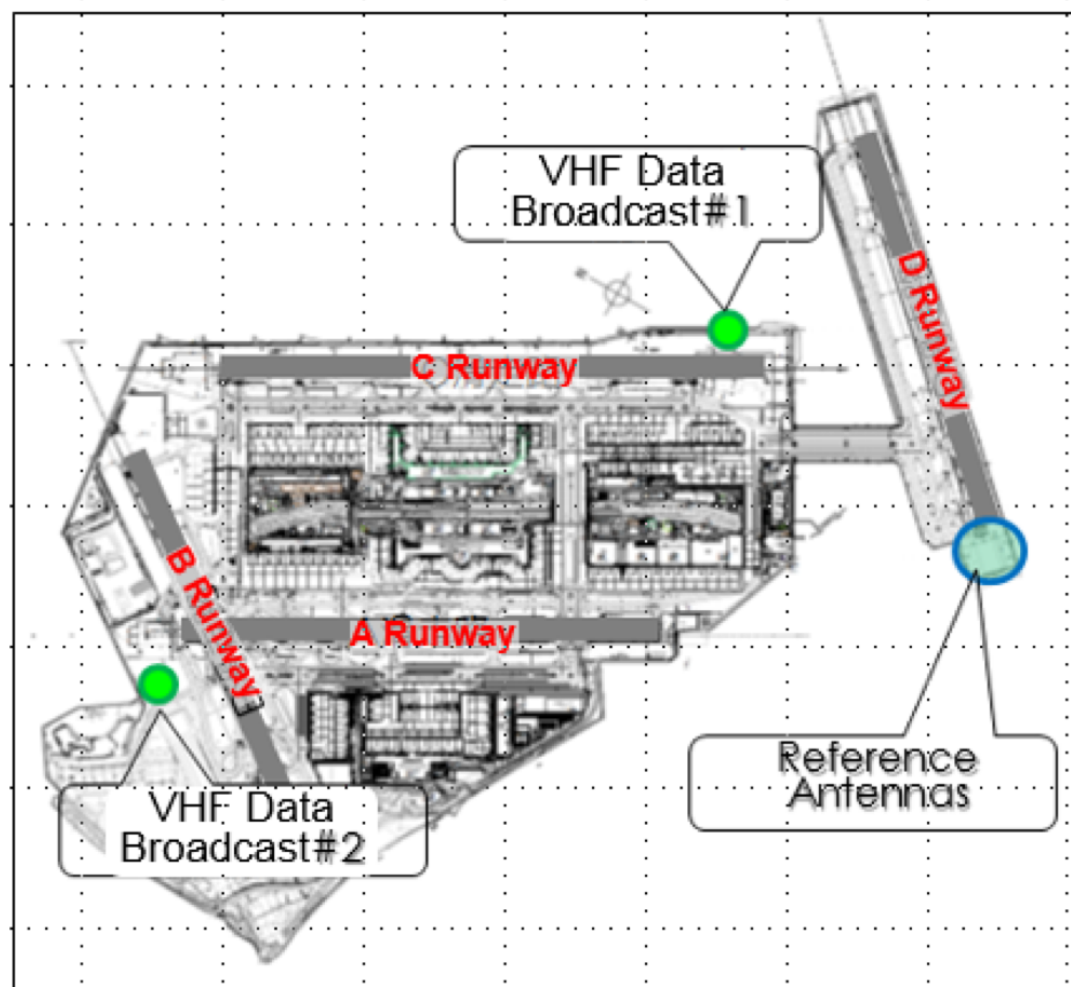 VHF Data
Broadcast#1
D Runway
C Runway
B Runway
A Runway
VHF Data
Broadcast#2
Reference
Antennas